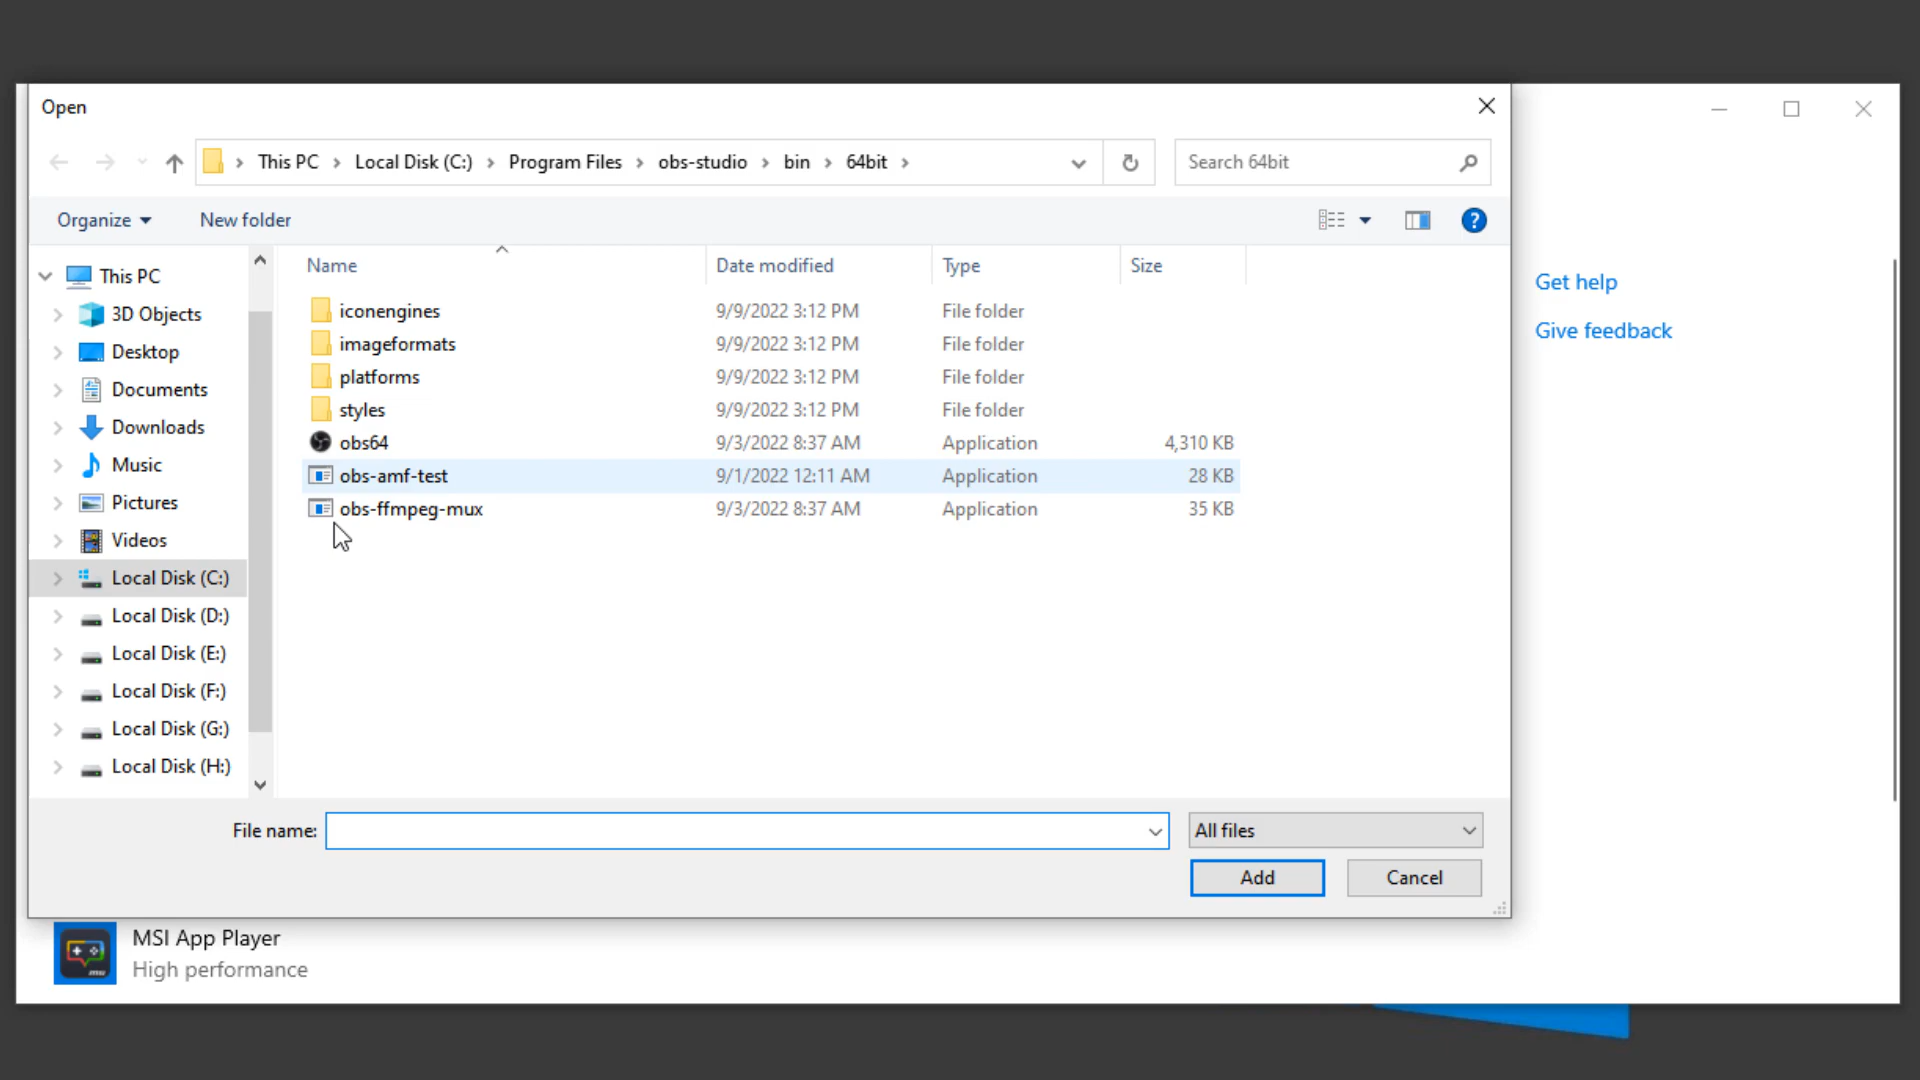 Open
This PC Local Disk (C:) Program Files obs-studio bin 64bit
Search 64bit
Organize
New folder
?
Name Date modified Type Size
This PC
3D Objects
Desktop
Documents
Downloads
Music
Pictures
Videos
Local Disk (C:)
Local Disk (D:)
Local Disk (E:)
Local Disk (F:)
Local Disk (G:)
Local Disk (H:)
iconengines 9/9/2022 3:12 PM File folder
imageformats 9/9/2022 3:12 PM File folder
platforms 9/9/2022 3:12 PM File folder
styles 9/9/2022 3:12 PM File folder
obs64 9/3/2022 8:37 AM Application 4,310 KB
obs-amf-test 9/1/2022 12:11 AM Application 28 KB
obs-ffmpeg-mux 9/3/2022 8:37 AM Application 35 KB
File name:
All files
Add
Cancel
Get help
Give feedback
MSI App Player
High performance